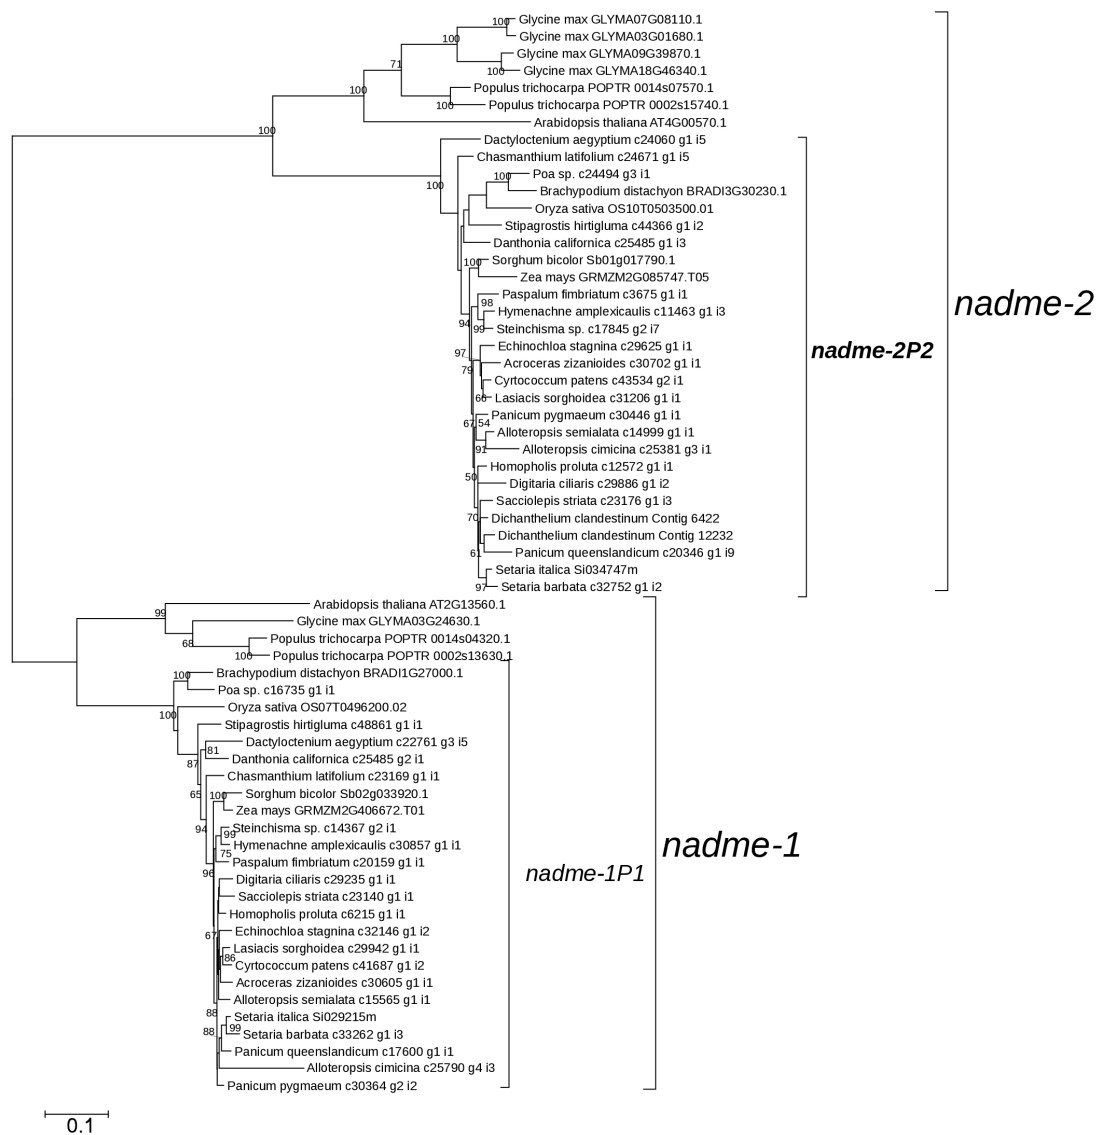 Glycine max GLYMA07G08110.1
100
Glycine max GLYMA03G01680.1
100
Glycine max GLYMA09G39870.1
71
100
Glycine max GLYMA18G46340.1
Populus trichocarpa POPTR 0014s07570.1
100
100
Populus trichocarpa POPTR 0002s15740.1
Arabidopsis thaliana AT4G00570.1
100
Dactyloctenium aegyptium c24060 g1 i5
Chasmanthium latifolium c24671 g1 i5
Poa sp. c24494 g3 i1
100
100
Brachypodium distachyon BRADI3G30230.1
Oryza sativa OS10T0503500.01
Stipagrostis hirtigluma c44366 g1 i2
Danthonia californica c25485 g1 i3
Sorghum bicolor Sb01g017790.1
100
Zea mays GRMZM2G085747.T05
Paspalum fimbriatum c3675 g1 i1
98
nadme-2
Hymenachne amplexicaulis c11463 g1 i3
94
99
Steinchisma sp. c17845 g2 i7
Echinochloa stagnina c29625 g1 i1
97
nadme-2P2
Acroceras zizanioides c30702 g1 i1
79
Cyrtococcum patens c43534 g2 i1
66
Lasiacis sorghoidea c31206 g1 i1
Panicum pygmaeum c30446 g1 i1
67
54
Alloteropsis semialata c14999 g1 i1
91
Alloteropsis cimicina c25381 g3 i1
Homopholis proluta c12572 g1 i1
50
Digitaria ciliaris c29886 g1 i2
Sacciolepis striata c23176 g1 i3
70
Dichanthelium clandestinum Contig 6422
Dichanthelium clandestinum Contig 12232
61
Panicum queenslandicum c20346 g1 i9
Setaria italica Si034747m
97
Setaria barbata c32752 g1 i2
Arabidopsis thaliana AT2G13560.1
99
Glycine max GLYMA03G24630.1
68
Populus trichocarpa POPTR 0014s04320.1
100
Populus trichocarpa POPTR 0002s13630.1
Brachypodium distachyon BRADI1G27000.1
100
Poa sp. c16735 g1 i1
Oryza sativa OS07T0496200.02
100
Stipagrostis hirtigluma c48861 g1 i1
Dactyloctenium aegyptium c22761 g3 i5
81
Danthonia californica c25485 g2 i1
87
Chasmanthium latifolium c23169 g1 i1
Sorghum bicolor Sb02g033920.1
65
100
Zea mays GRMZM2G406672.T01
Steinchisma sp. c14367 g2 i1
94
99
Hymenachne amplexicaulis c30857 g1 i1
nadme-1
75
Paspalum fimbriatum c20159 g1 i1
96
nadme-1P1
Digitaria ciliaris c29235 g1 i1
Sacciolepis striata c23140 g1 i1
Homopholis proluta c6215 g1 i1
Echinochloa stagnina c32146 g1 i2
67
Lasiacis sorghoidea c29942 g1 i1
86
Cyrtococcum patens c41687 g1 i2
Acroceras zizanioides c30605 g1 i1
Alloteropsis semialata c15565 g1 i1
88
Setaria italica Si029215m
88
99
Setaria barbata c33262 g1 i3
Panicum queenslandicum c17600 g1 i1
Alloteropsis cimicina c25790 g4 i3
Panicum pygmaeum c30364 g2 i2
0.1